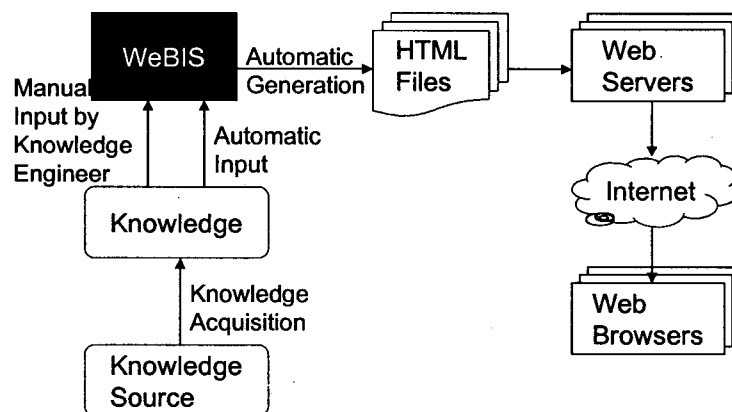 WeBIS
Automatic
Generation
HTML
Files
Web
Servers
Manual
Input by
Knowledge
Engineer
Automatic
Input
Internet
Knowledge
Knowledge
Acquisition
Web
Browsers
Knowledge
Source